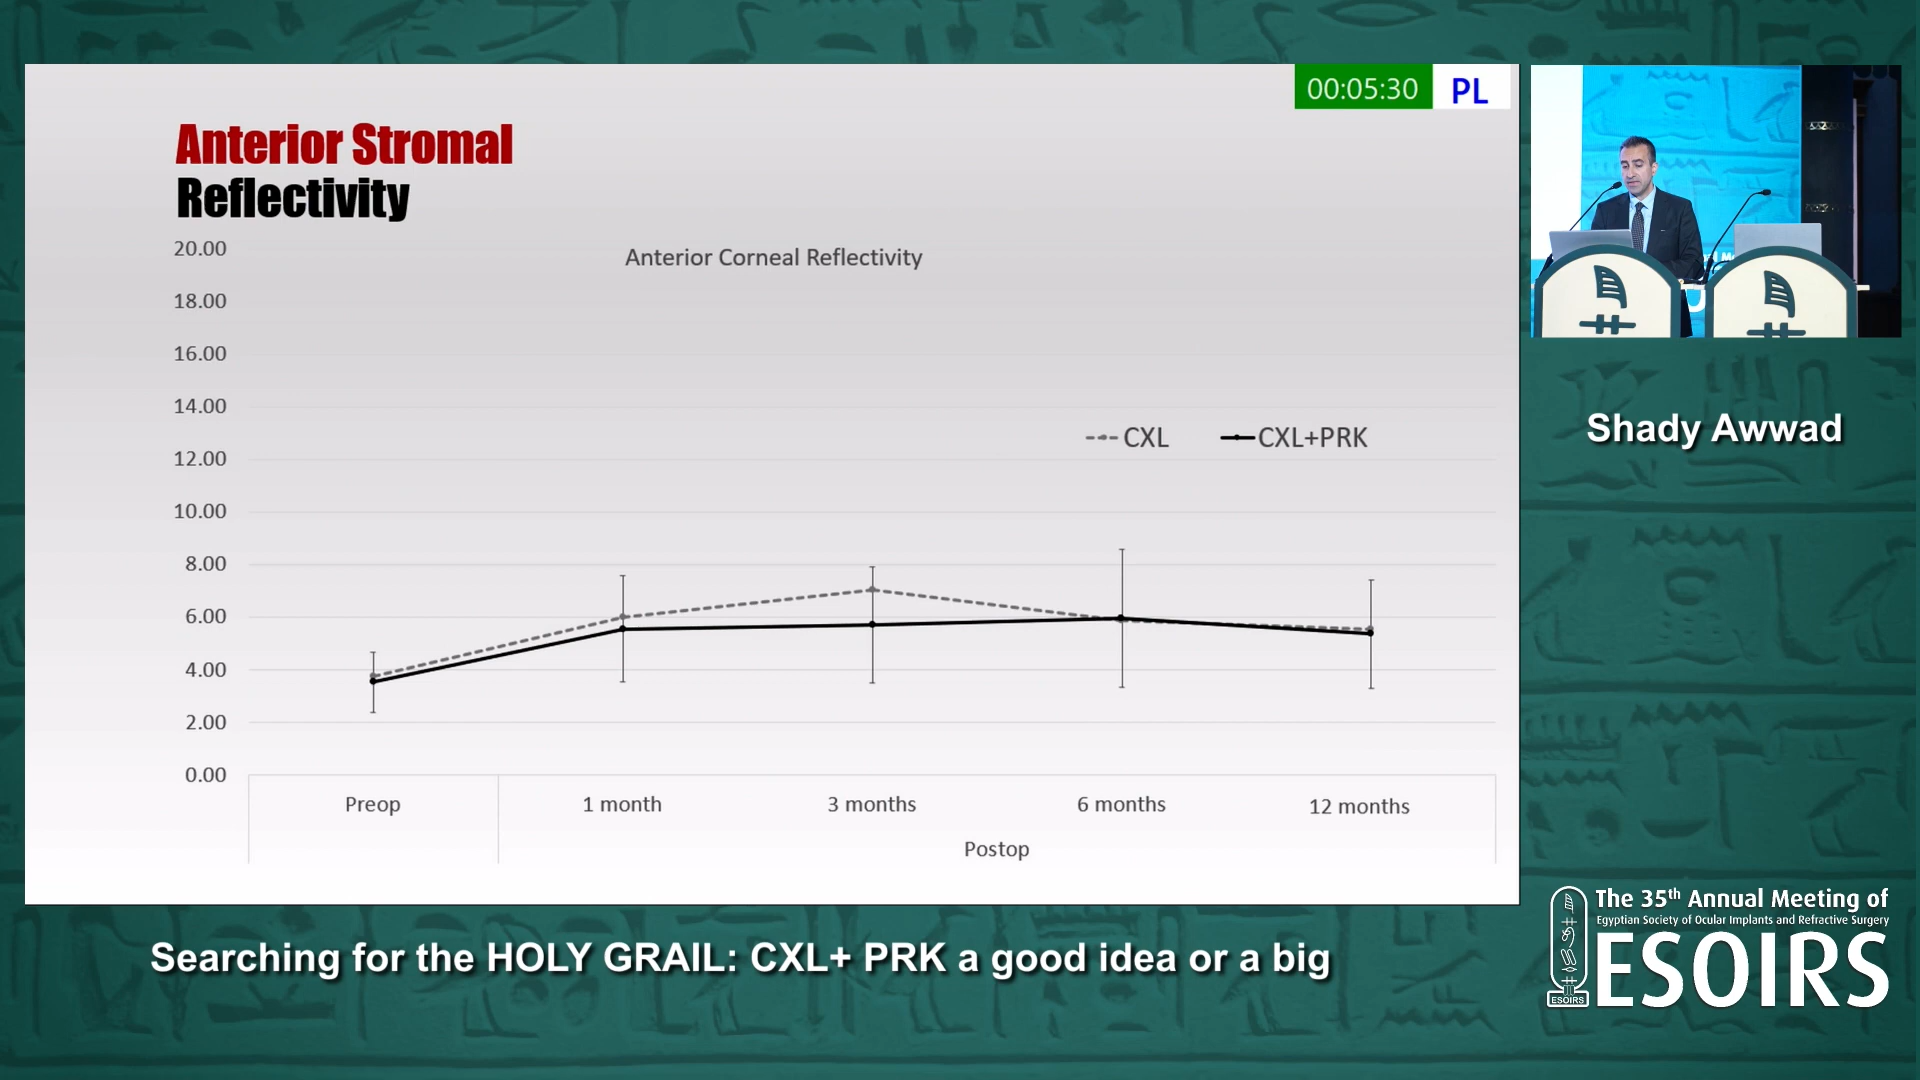 00:05:30 PL
Anterior Stromal
Reflectivity
Anterior Corneal Reflectivity
20.00
18.00
16.00
14.00
12.00
10.00
8.00
6.00
4.00
2.00
0.00
CXL CXL+PRK
Preop 1 month 3 months 6 months 12 months
Postop
Shady Awwad
Searching for the HOLY GRAIL: CXL+ PRK a good idea or a big
The 35th Annual Meeting of
Egyptian Society of Ocular Implants and Refractive Surgery
ESOIRS
ESOIRS